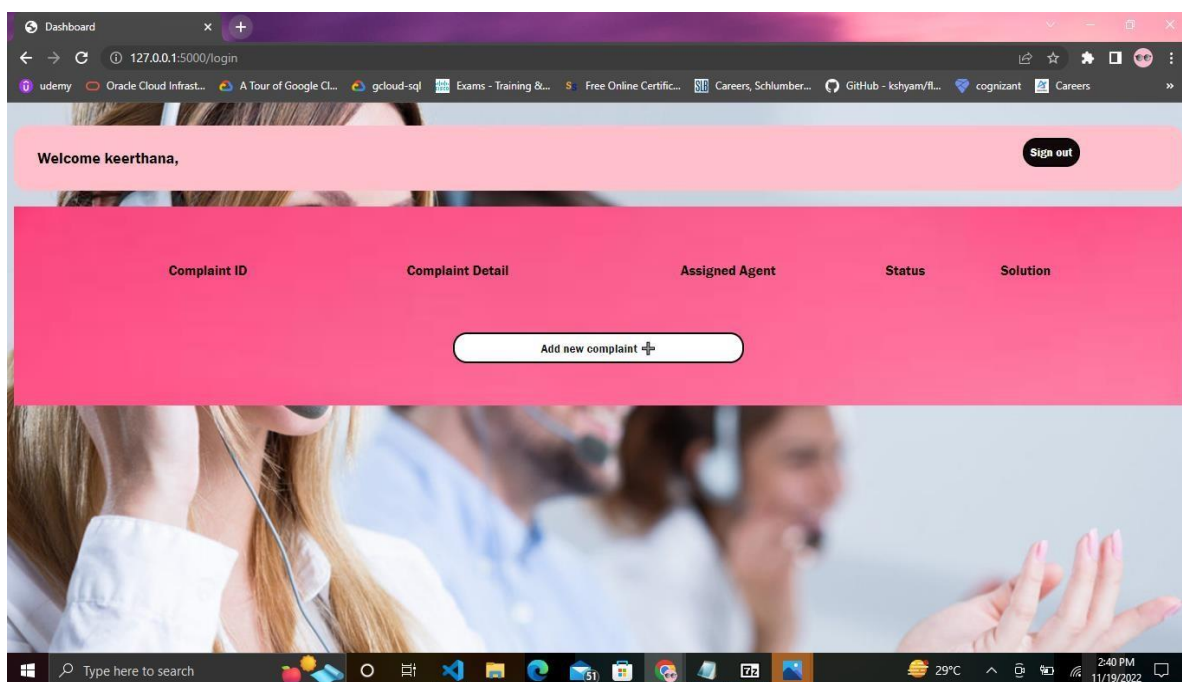 Dashboard
127.0.0.1:5000/login
udemy Oracle Cloud Infrast... A Tour of Google Cl... gcloud-sql Exams - Training &... Free Online Certific... Careers, Schlumber... GitHub - kshyam/fl... cognizant Careers »
Welcome keerthana,
Sign out
Complaint ID Complaint Detail Assigned Agent Status Solution
Add new complaint
Type here to search
51
7z
29°C
2:40 PM
11/19/2022